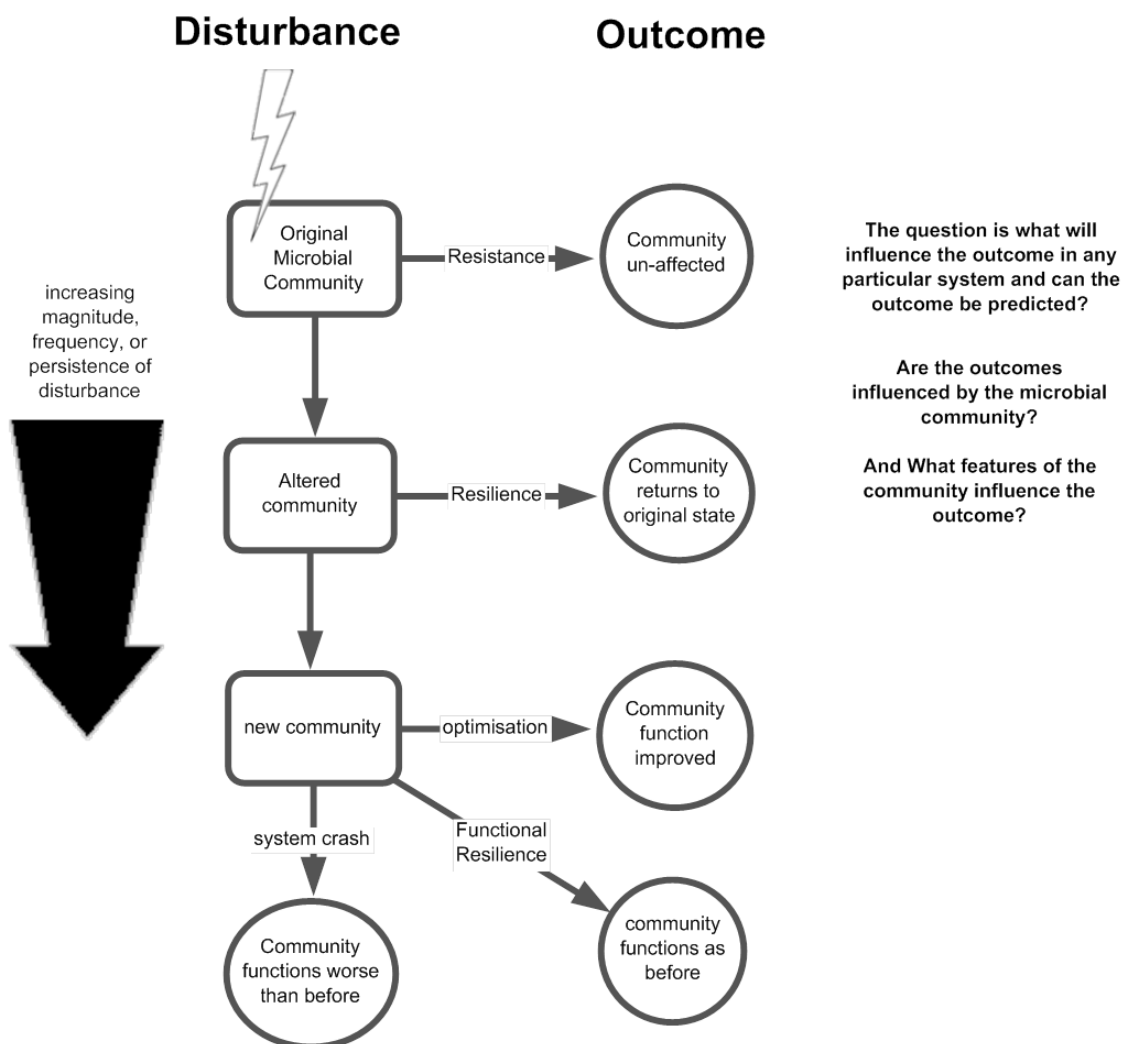 Disturbance
Outcome
Original
Microbial
Community
Resistance
Community
un-affected
The question is what will
influence the outcome in any
particular system and can the
outcome be predicted?
increasing
magnitude,
frequency, or
persistence of
disturbance
Are the outcomes
influenced by the microbial
community?
Altered
community
Resilience
Community
returns to
original state
And What features of the
community influence the
outcome?
new community
optimisation
Community
function
improved
system crash
Functional
Resilience
Community
functions worse
than before
community
functions as
before